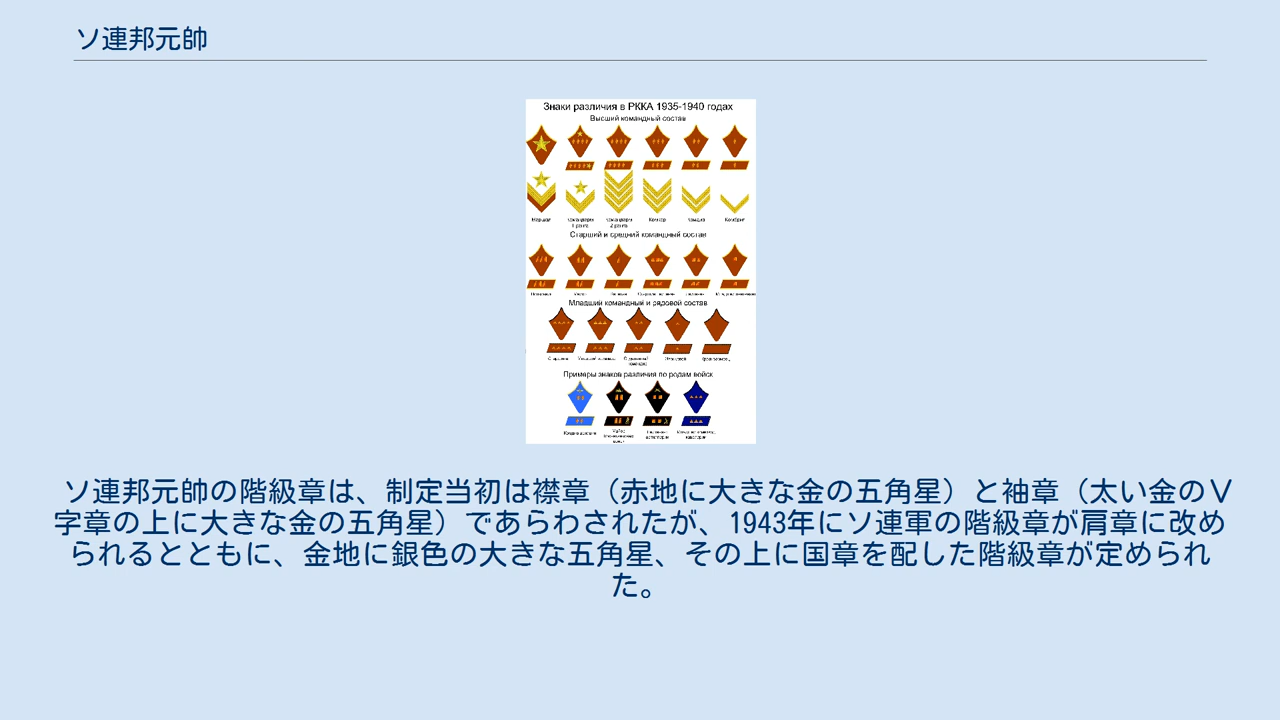 ソ連邦元帥
Знаки различия в РККА 1935-1940 годах
Высший командный состав
Старший и средний командный состав
Младший командный и рядовой состав
Примеры знаков различия по родам войск
ソ連邦元帥の階級章は、制定当初は襟章（赤地に大きな金の五角星）と袖章（太い金のＶ
字章の上に大きな金の五角星）であらわされたが、1943年にソ連軍の階級章が肩章に改め
られるとともに、金地に銀色の大きな五角星、その上に国章を配した階級章が定められ
た。